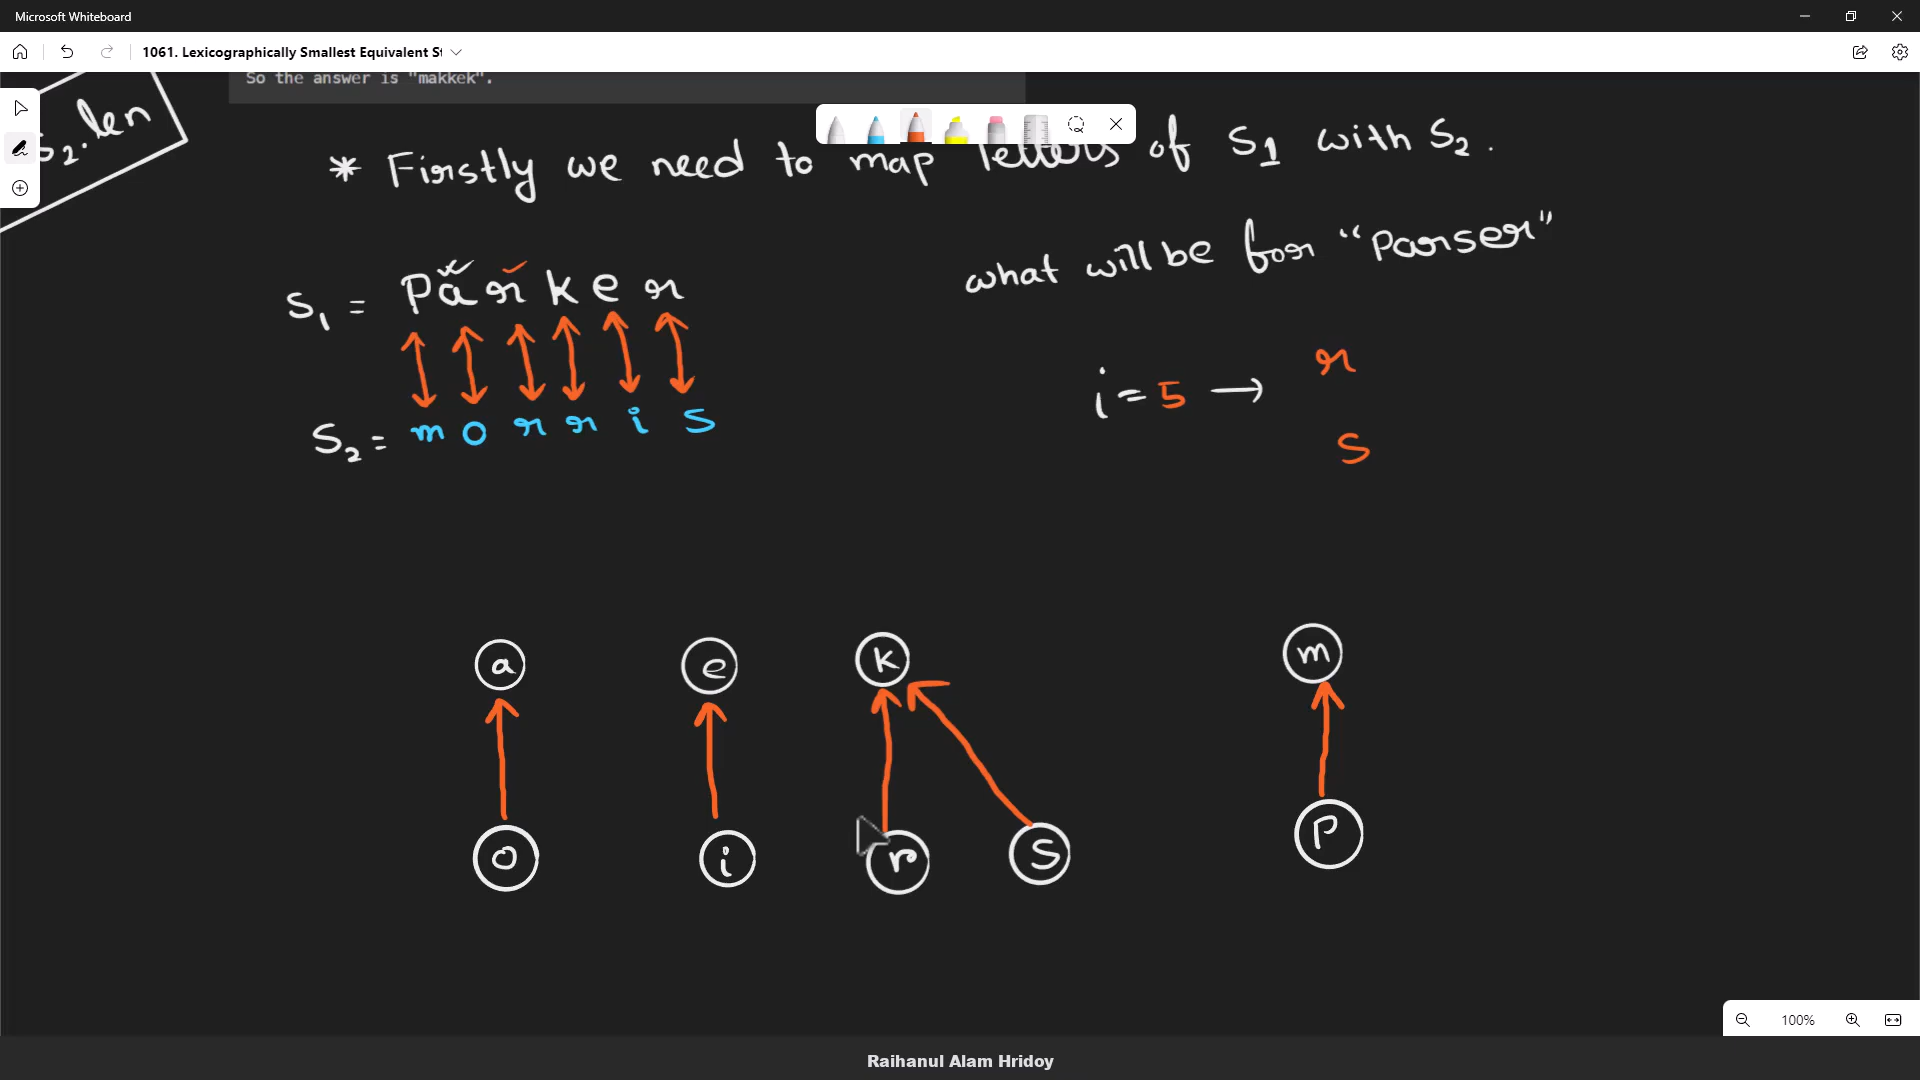 Microsoft Whiteboard
1061. Lexicographically Smallest Equivalent St
So the answer is "makkek".
S2.len
* Firstly we need to map letters of S1 with S2.
what will be for "Parser"
S1 = P a r k e r
S2 = m o r r i s
i = 5 → r
s
a e k m
o i r s P
100%
Raihanul Alam Hridoy